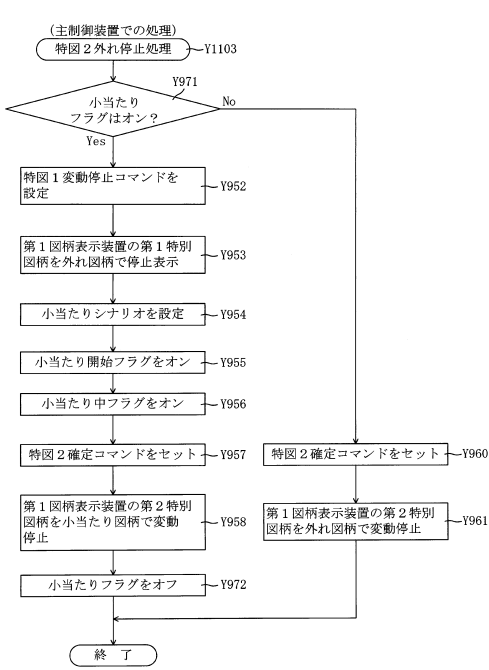 (主制御装置での処理)
特図2外れ停止処理
Y1103
Y971
小当たり
フラグはオン?
No
Yes
特図1変動停止コマンドを
設定
Y952
第1図柄表示装置の第1特別
図柄を外れ図柄で停止表示
Y953
小当たりシナリオを設定
Y954
小当たり開始フラグをオン
Y955
小当たり中フラグをオン
Y956
特図2確定コマンドをセット
Y957
特図2確定コマンドをセット
Y960
第1図柄表示装置の第2特別
図柄を小当たり図柄で変動
停止
Y958
第1図柄表示装置の第2特別
図柄を外れ図柄で変動停止
Y961
小当たりフラグをオフ
Y972
終 了